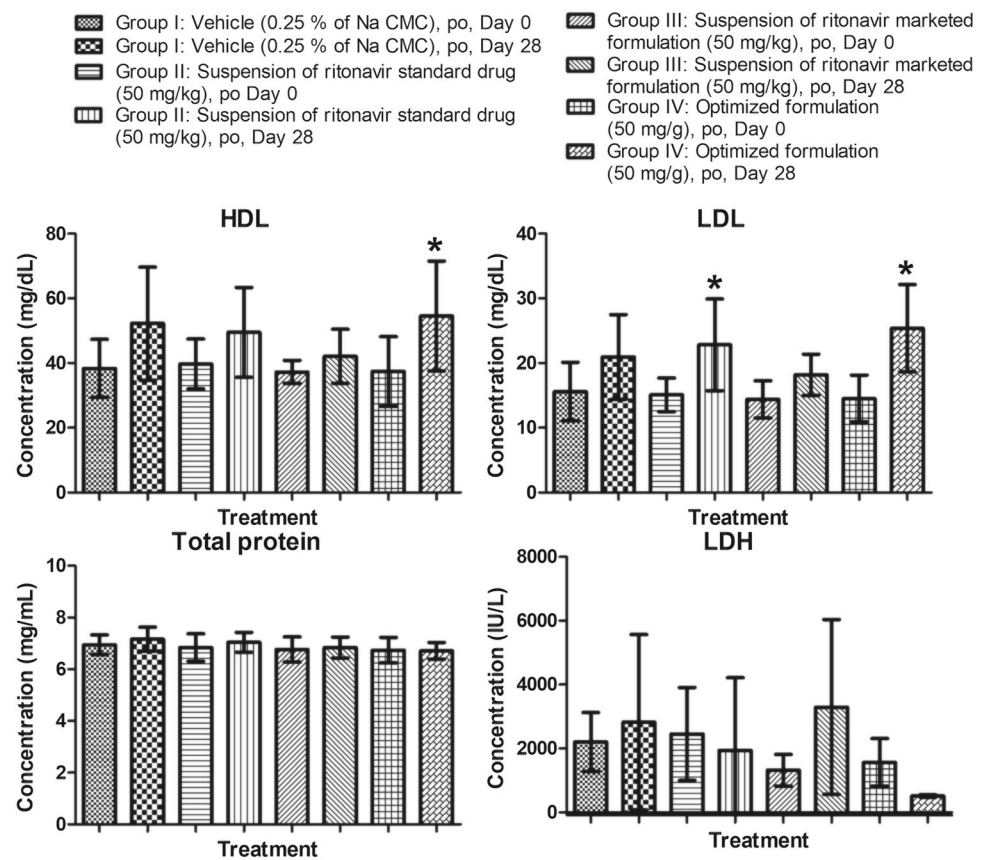 Group I: Vehicle (0.25 % of Na CMC), po, Day 0
Group I: Vehicle (0.25 % of Na CMC), po, Day 28
Group II: Suspension of ritonavir standard drug
(50 mg/kg), po Day 0
Group II: Suspension of ritonavir standard drug
(50 mg/kg), po, Day 28
Group III: Suspension of ritonavir marketed
formulation (50 mg/kg), po, Day 0
Group III: Suspension of ritonavir marketed
formulation (50 mg/kg), po, Day 28
Group IV: Optimized formulation
(50 mg/g), po, Day 0
Group IV: Optimized formulation
(50 mg/g), po, Day 28
HDL
Concentration (mg/dL)
80
60
40
20
0
*
Treatment
LDL
Concentration (mg/dL)
40
30
20
10
0
*
*
Treatment
Total protein
Concentration (mg/mL)
10
8
6
4
2
0
Treatment
LDH
Concentration (IU/L)
8000
6000
4000
2000
0
Treatment